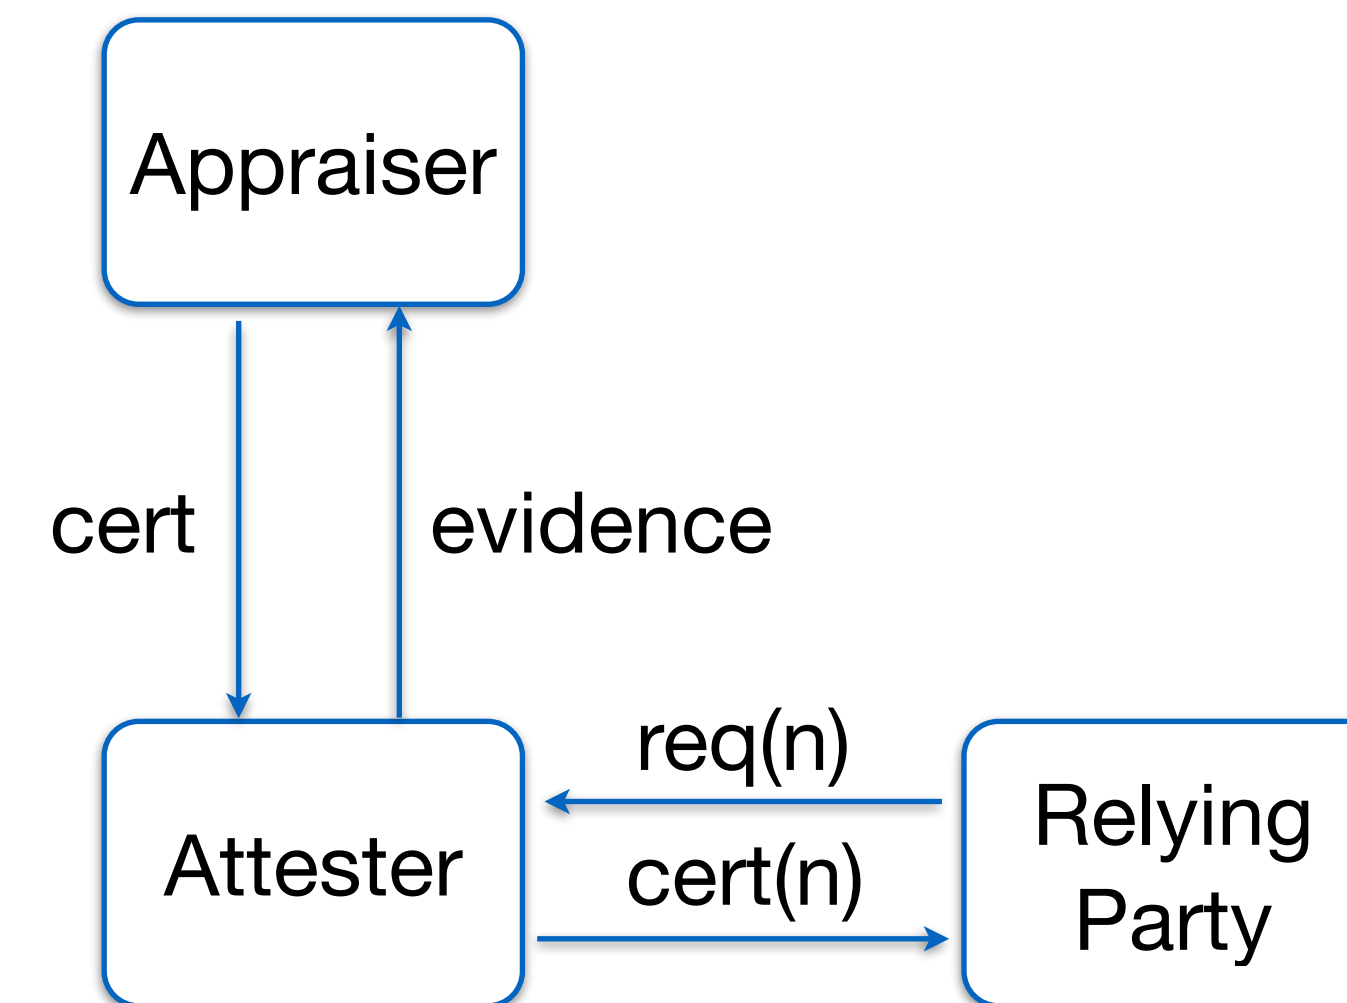 Appraiser
cert
evidence
req(n)
Attester
cert(n)
Relying
Party